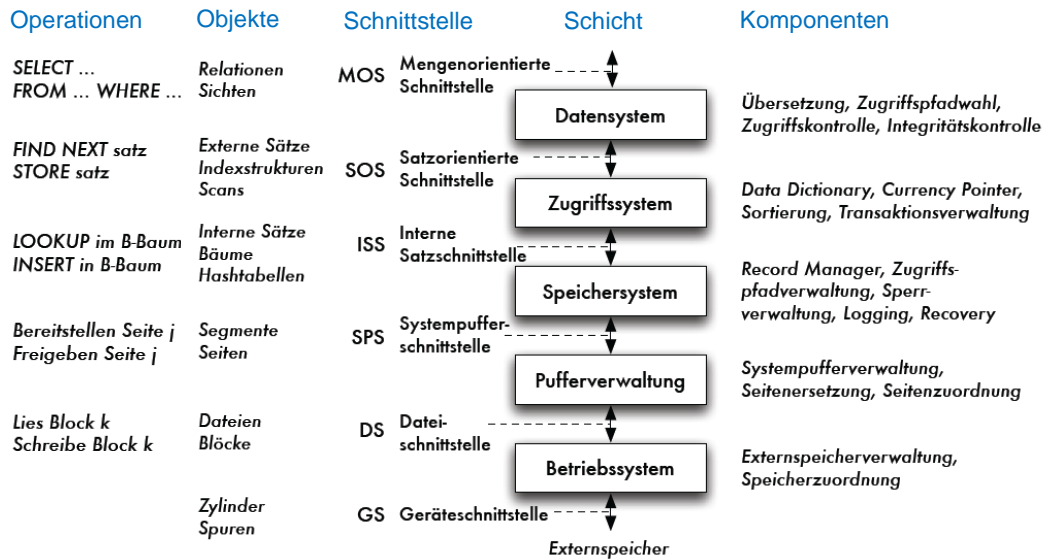 Operationen Objekte Schnittstelle Schicht Komponenten
SELECT ...
FROM ... WHERE ...
Relationen
Sichten
MOS Mengenorientierte
Schnittstelle
Datensystem
Übersetzung, Zugriffspfadwahl,
Zugriffskontrolle, Integritätskontrolle
FIND NEXT satz
STORE satz
Externe Sätze
Indexstrukturen
Scans
SOS Satzorientierte
Schnittstelle
Zugriffssystem
Data Dictionary, Currency Pointer,
Sortierung, Transaktionsverwaltung
LOOKUP im B-Baum
INSERT in B-Baum
Interne Sätze
Bäume
Hashtabellen
ISS Interne
Satzschnittstelle
Speichersystem
Record Manager, Zugriffs-
pfadverwaltung, Sperr-
verwaltung, Logging, Recovery
Bereitstellen Seite j
Freigeben Seite j
Segmente
Seiten
SPS Systempuffer-
schnittstelle
Pufferverwaltung
Systempufferverwaltung,
Seitenersetzung, Seitenzuordnung
Lies Block k
Schreibe Block k
Dateien
Blöcke
DS Datei-
schnittstelle
Betriebssystem
Externspeicherverwaltung,
Speicherzuordnung
Zylinder
Spuren
GS Geräteschnittstelle
Externspeicher